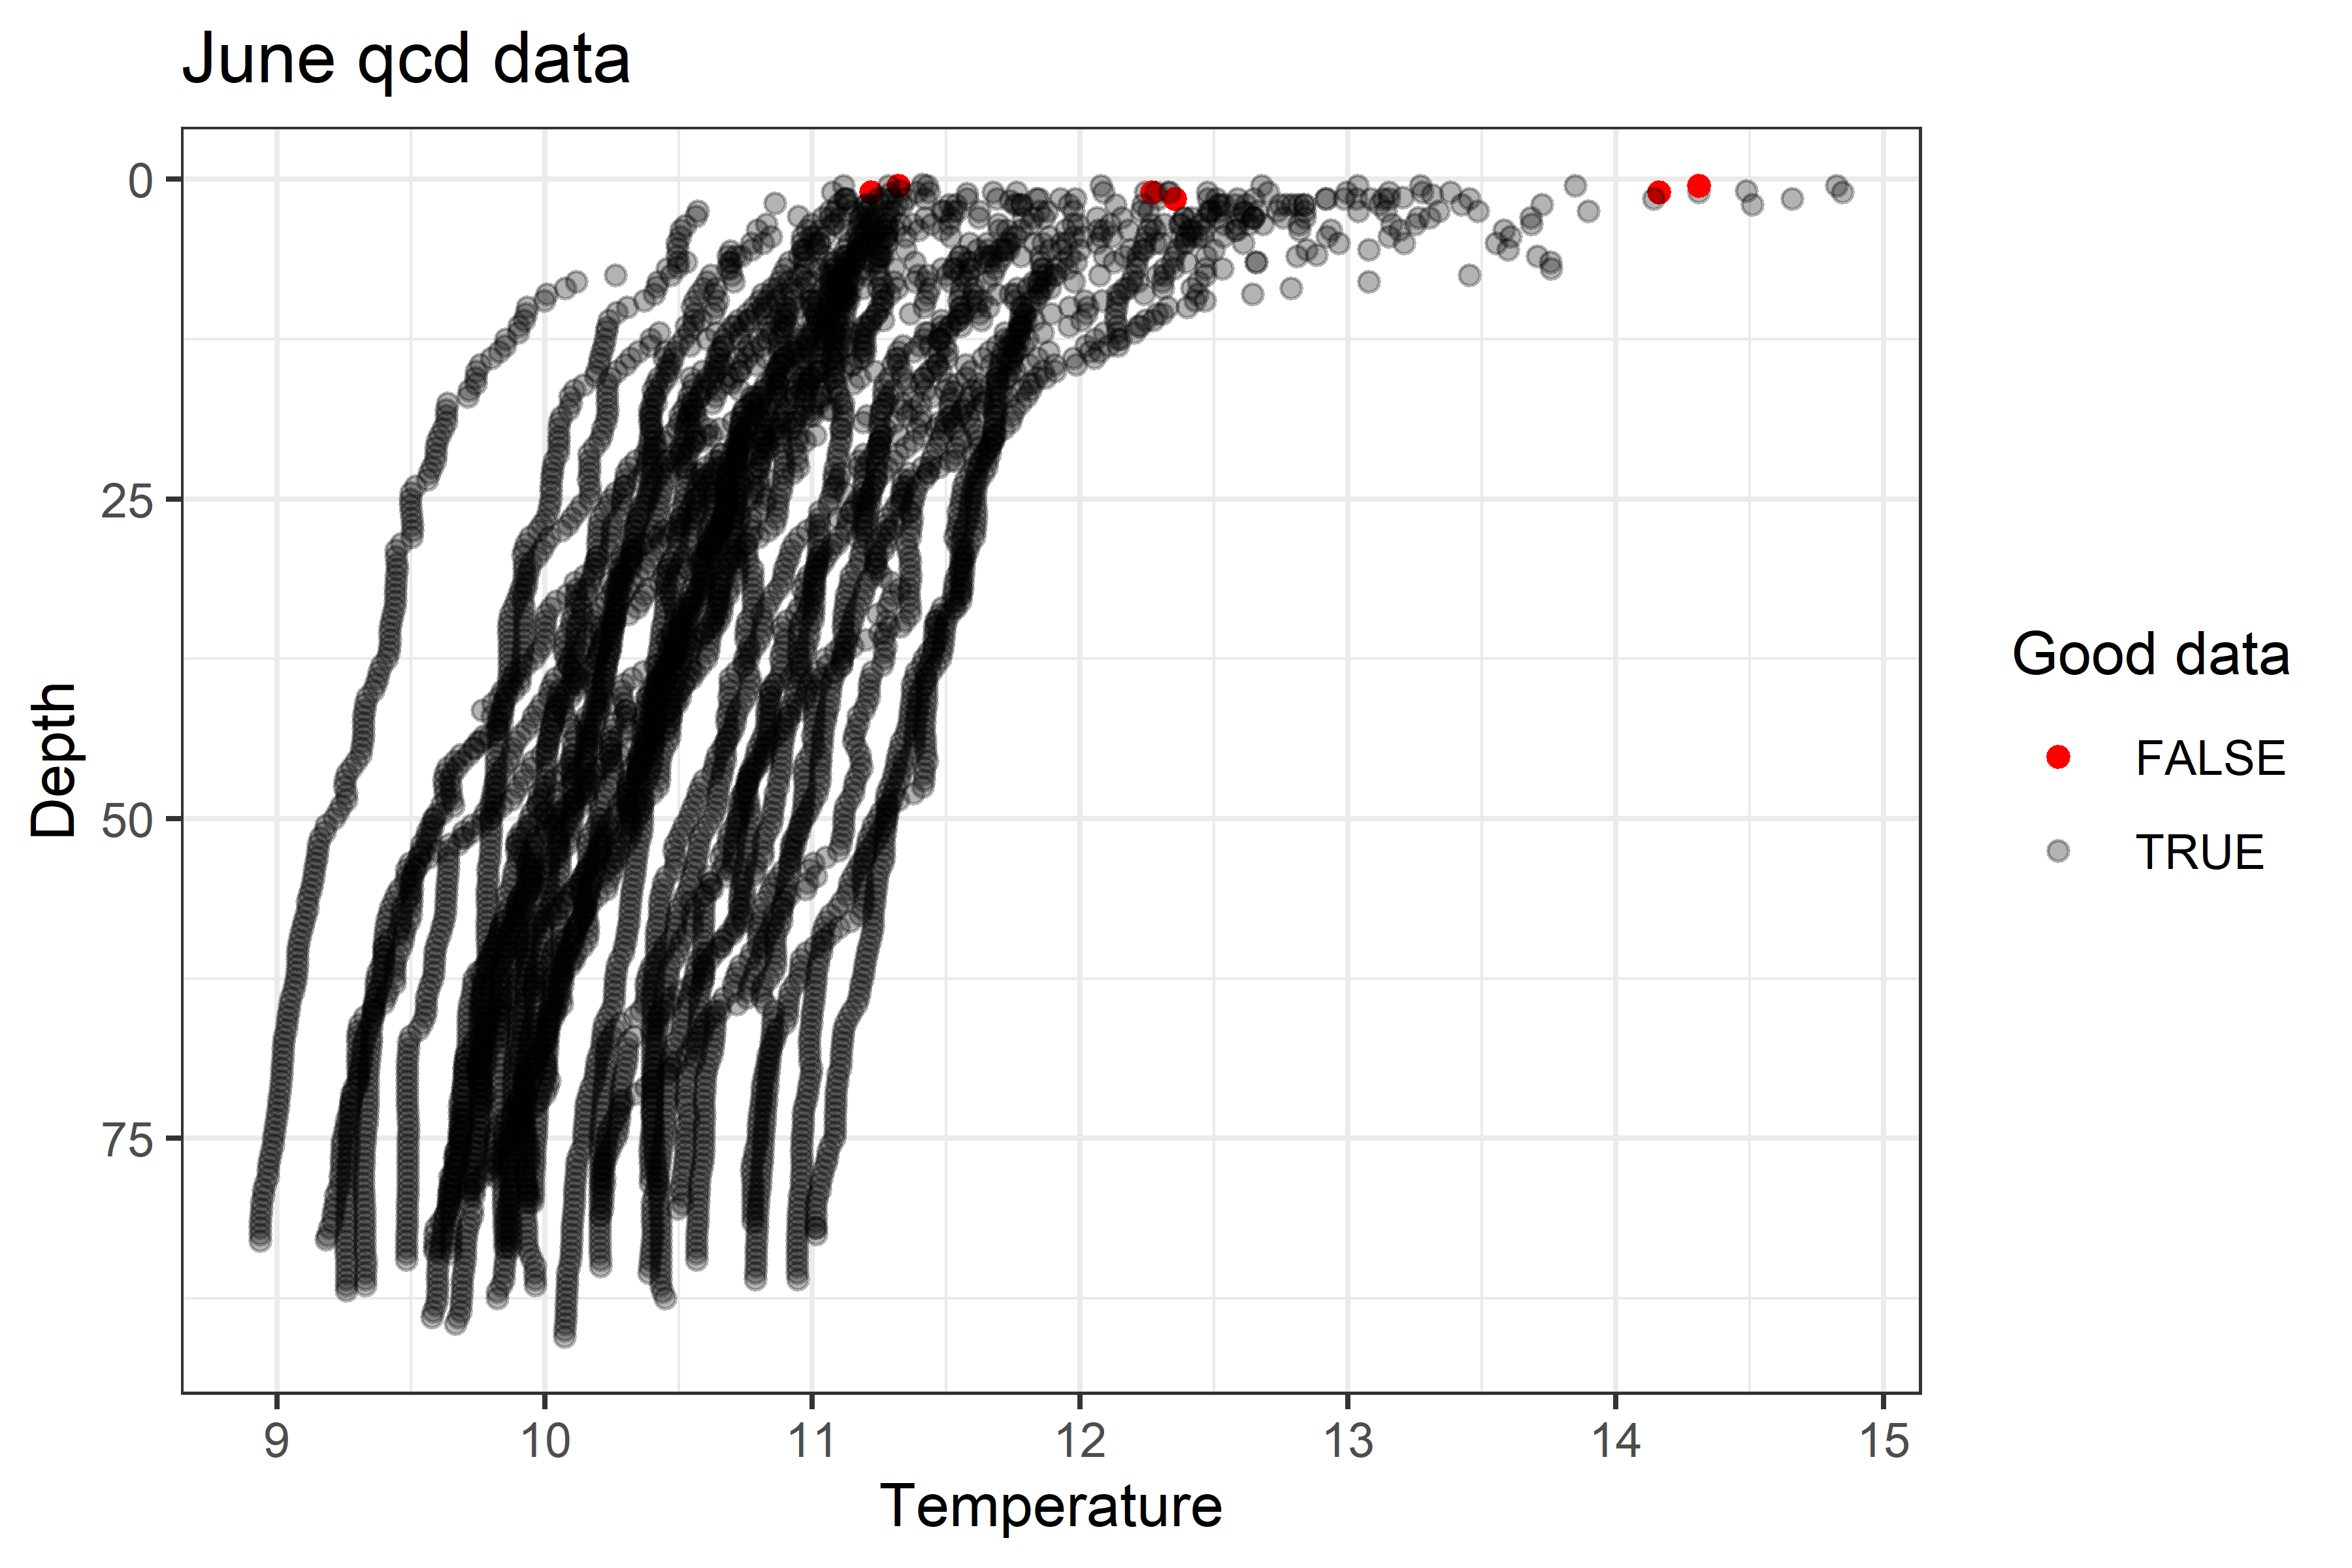 June qcd data
0
25
50
75
Depth
9 10 11 12 13 14 15
Temperature
Good data
FALSE
TRUE